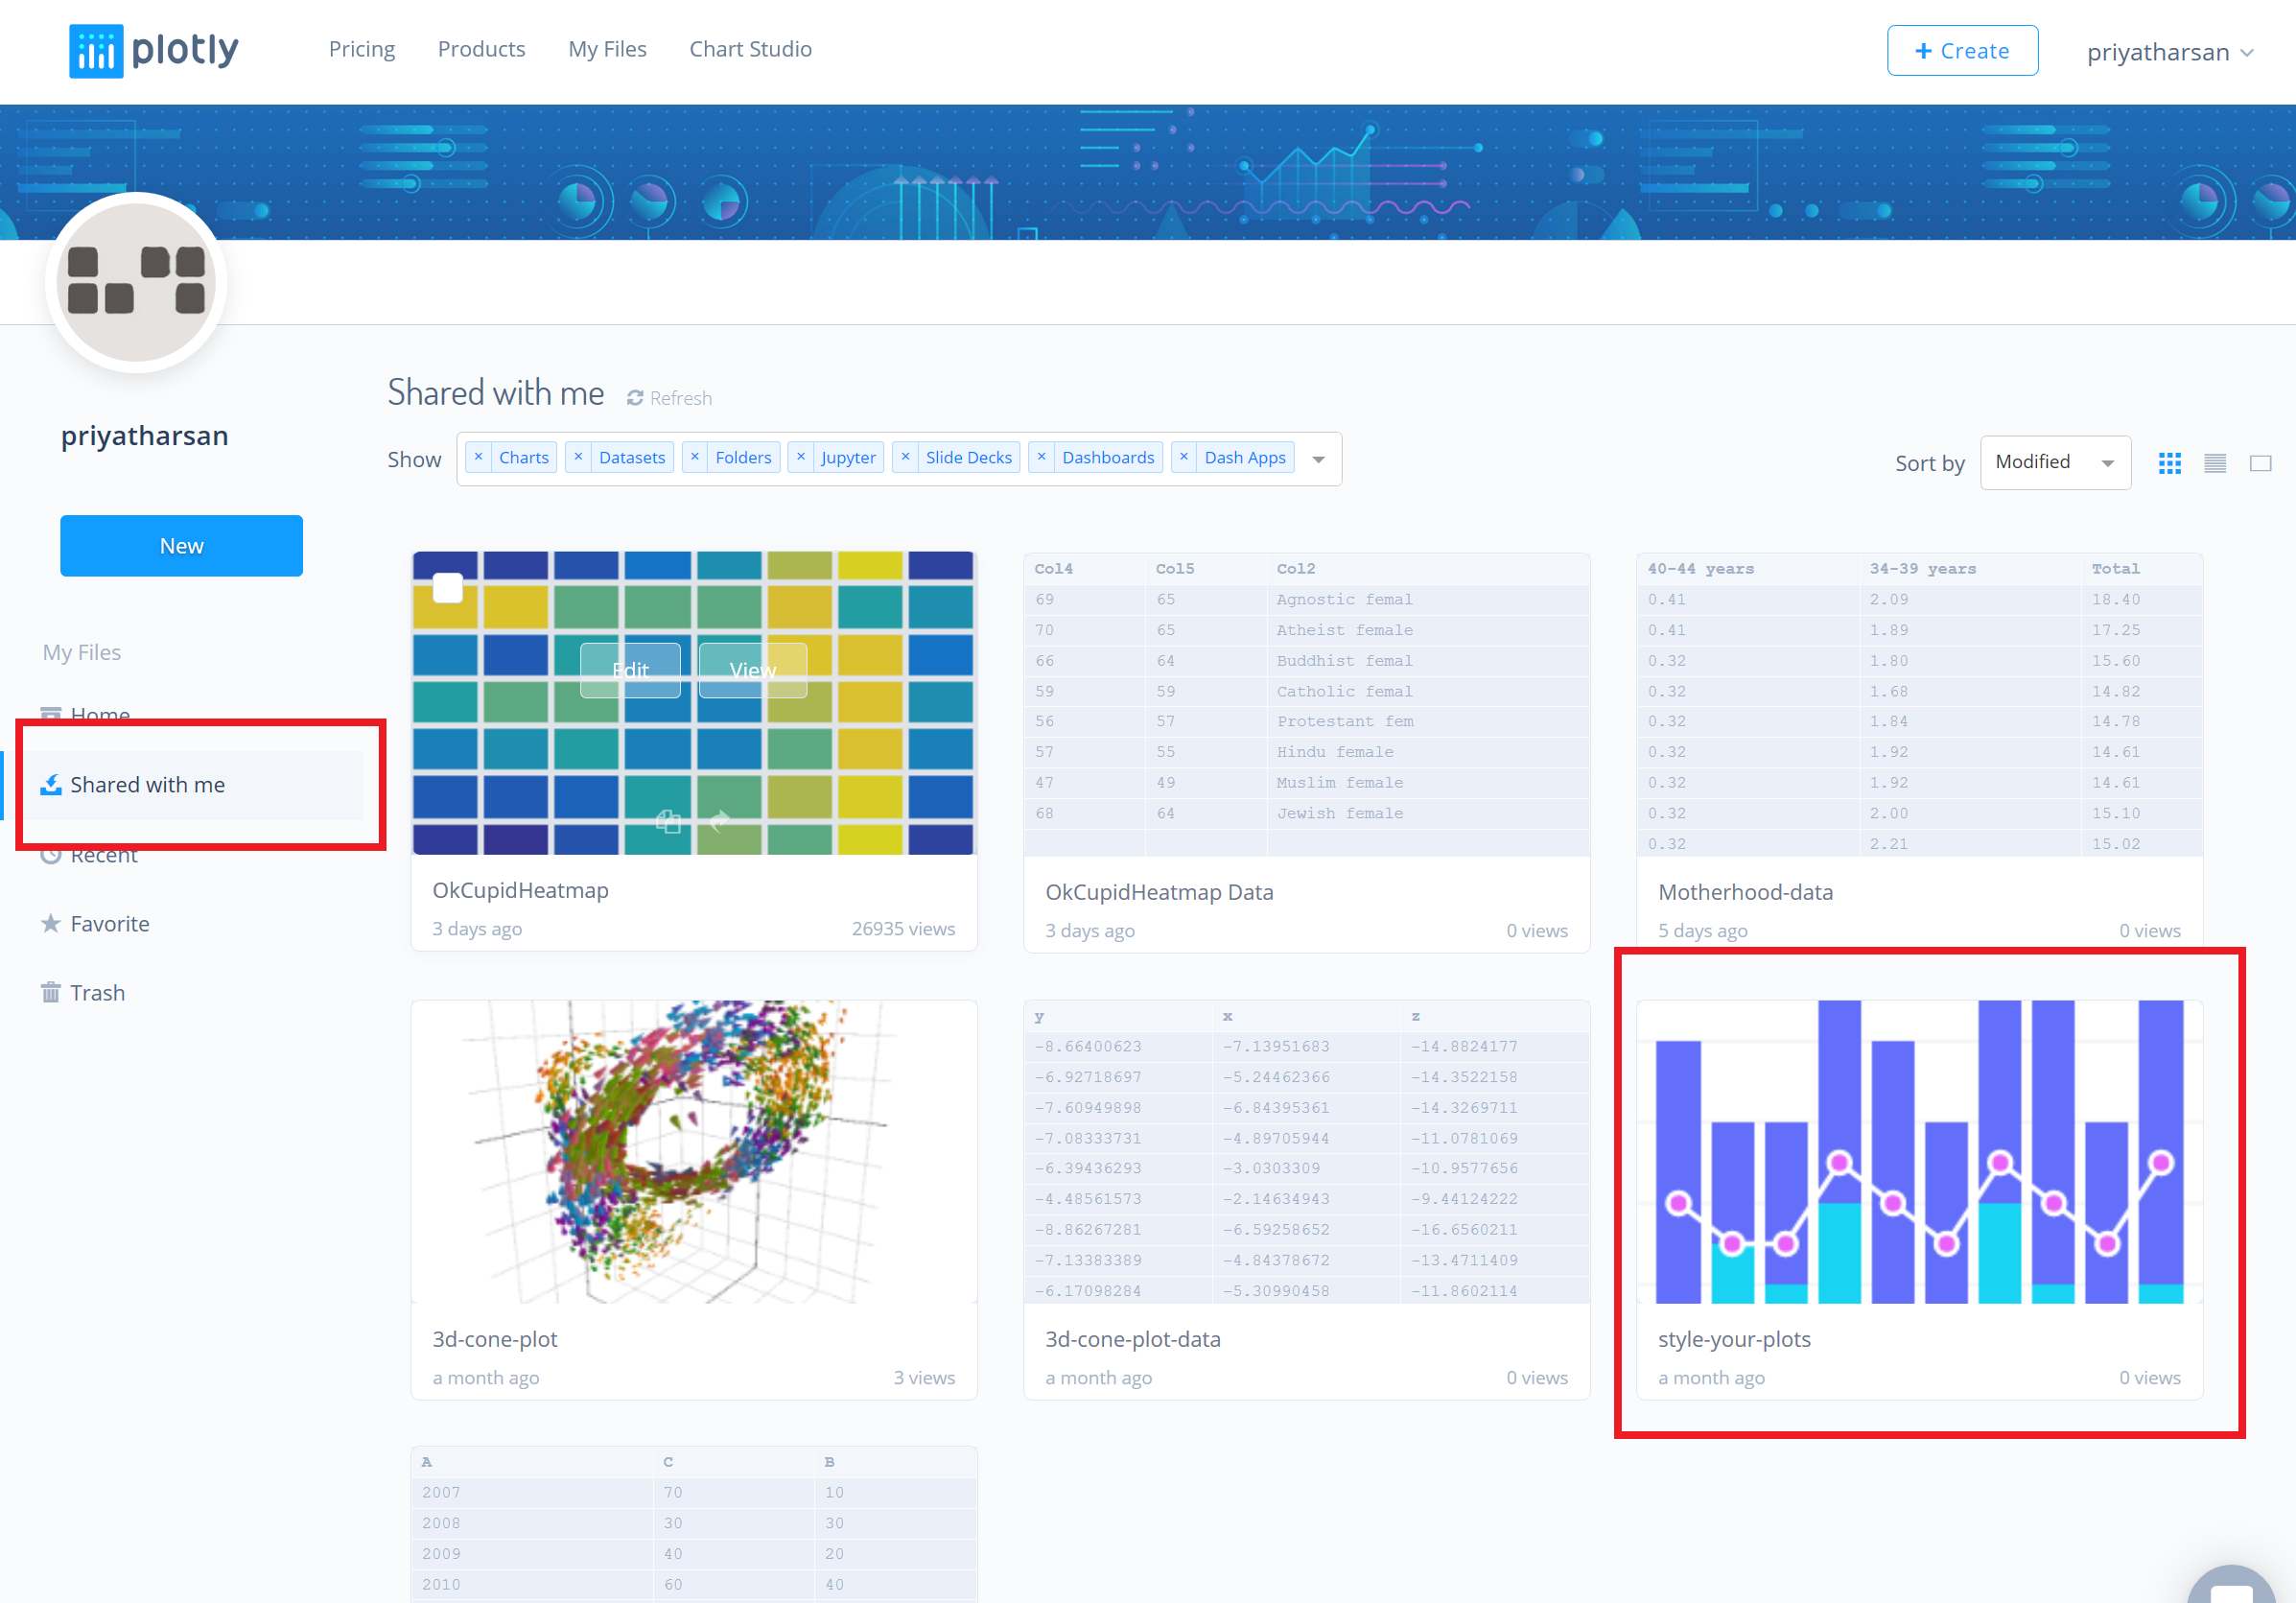 plotly Pricing Products My Files Chart Studio + Create priyatharsan
priyatharsan
New
My Files
Home
Shared with me
Recent
Favorite
Trash
Shared with me Refresh
Show × Charts × Datasets × Folders × Jupyter × Slide Decks × Dashboards × Dash Apps Sort by Modified
Edit View
OkCupidHeatmap
3 days ago 26935 views
Col4 Col5 Col2
69 65 Agnostic femal
70 65 Atheist female
66 64 Buddhist femal
59 59 Catholic femal
56 57 Protestant fem
57 55 Hindu female
47 49 Muslim female
68 64 Jewish female
OkCupidHeatmap Data
3 days ago 0 views
40-44 years 34-39 years Total
0.41 2.09 18.40
0.41 1.89 17.25
0.32 1.80 15.60
0.32 1.68 14.82
0.32 1.84 14.78
0.32 1.92 14.61
0.32 1.92 14.61
0.32 2.00 15.10
0.32 2.21 15.02
Motherhood-data
5 days ago 0 views
3d-cone-plot
a month ago 3 views
y x z
-8.66400623 -7.13951683 -14.8824177
-6.92718697 -5.24462366 -14.3522158
-7.60949898 -6.84395361 -14.3269711
-7.08333731 -4.89705944 -11.0781069
-6.39436293 -3.0303309 -10.9577656
-4.48561573 -2.14634943 -9.44124222
-8.86267281 -6.59258652 -16.6560211
-7.13383389 -4.84378672 -13.4711409
-6.17098284 -5.30990458 -11.8602114
3d-cone-plot-data
a month ago 0 views
style-your-plots
a month ago 0 views
A C B
2007 70 10
2008 30 30
2009 40 20
2010 60 40